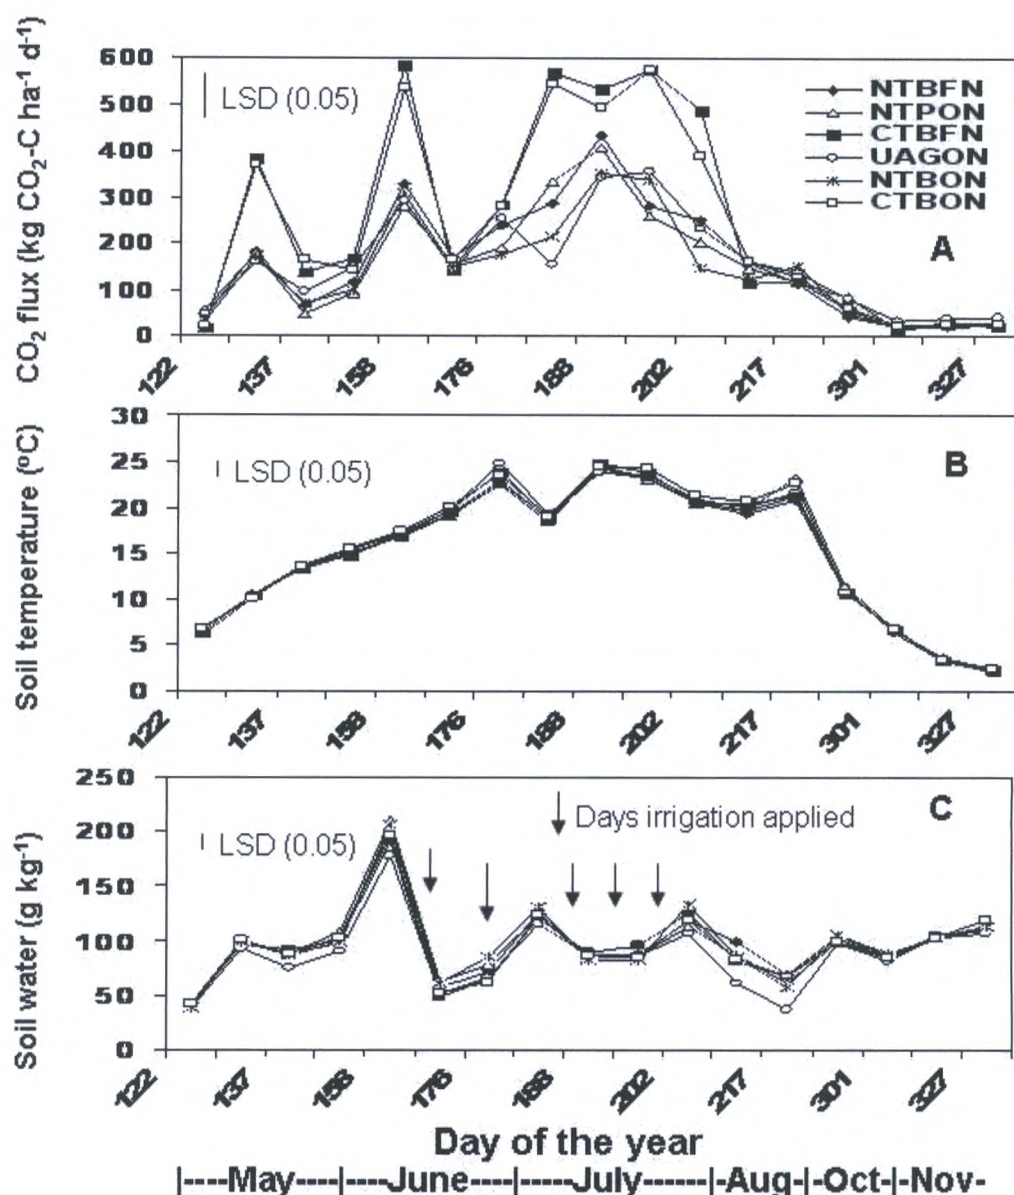 CO₂ flux (kg CO₂-C ha⁻¹ d⁻¹)
600
500
400
300
200
100
0
LSD (0.05)
NTBFN
NTPON
CTBFN
UAGON
NTBON
CTBON
A
122 137 158 176 188 202 217 301 327
Soil temperature (ºC)
30
25
20
15
10
5
0
LSD (0.05)
B
122 137 158 176 188 202 217 301 327
Soil water (g kg⁻¹)
250
200
150
100
50
0
LSD (0.05)
Days irrigation applied
C
122 137 158 176 188 202 217 301 327
Day of the year
|----May----|----June-----|-----July------|-Aug-|-Oct-|-Nov-